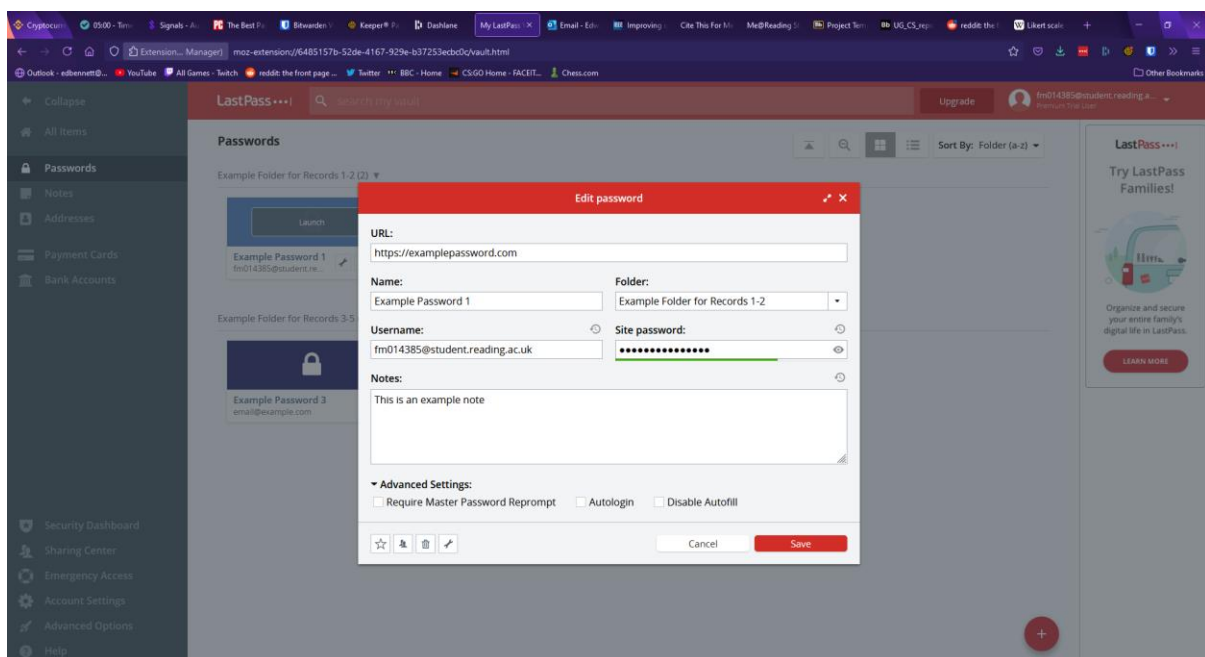 Cryptocurr
05:00 - Time
Signals - A
The Best Pa
Bitwarden V
Keeper® Pa
Dashlane
My LastPass
Email - Edw
Improving
Cite This For Me
Me@Reading S
Project Tem
UG_CS_rep
reddit: the f
Likert scale
Extension... Manager)
moz-extension://6485157b-52de-4167-929e-b37253ecbd0c/vault.html
Outlook - edbennett@...
YouTube
All Games - Twitch
reddit: the front page ...
Twitter
BBC - Home
CS:GO Home - FACEIT...
Chess.com
Other Bookmarks
Collapse
LastPass
search my vault
Upgrade
fm014385@student.reading.a...
Premium Trial User
All Items
Passwords
Notes
Addresses
Payment Cards
Bank Accounts
Security Dashboard
Sharing Center
Emergency Access
Account Settings
Advanced Options
Help
Passwords
Sort By: Folder (a-z)
Example Folder for Records 1-2 (2)
Launch
Example Password 1
fm014385@student.re...
Example Folder for Records 3-5
Example Password 3
email@example.com
Edit password
URL:
https://examplepassword.com
Name:
Folder:
Example Password 1
Example Folder for Records 1-2
Username:
Site password:
fm014385@student.reading.ac.uk
•••••••••••••••
Notes:
This is an example note
Advanced Settings:
Require Master Password Reprompt
Autologin
Disable Autofill
Cancel
Save
LastPass
Try LastPass
Families!
Organize and secure
your entire family's
digital life in LastPass.
LEARN MORE